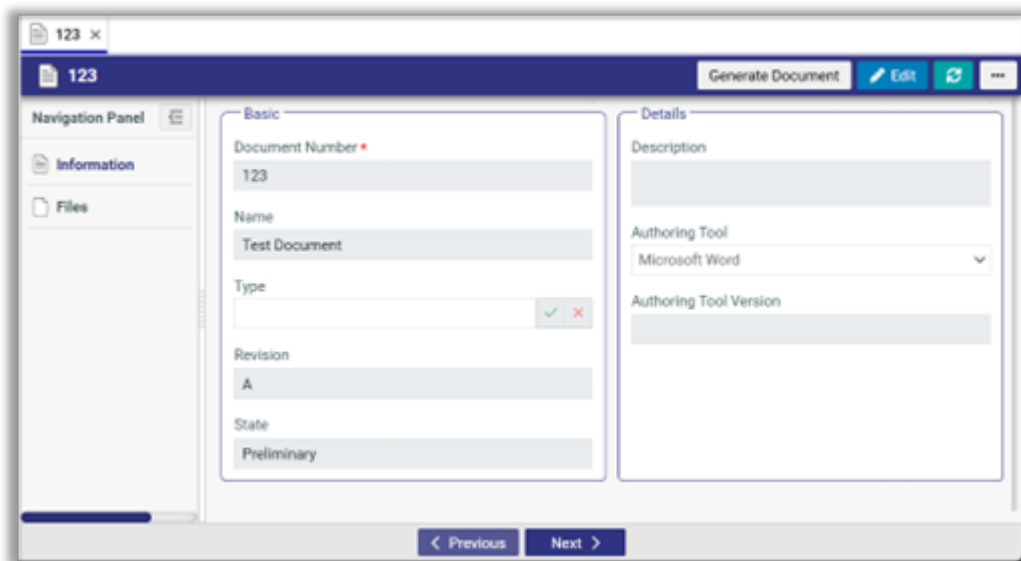 123 ×
123
Generate Document
Edit
Navigation Panel
Information
Files
Basic
Document Number *
123
Name
Test Document
Type
Revision
A
State
Preliminary
Details
Description
Authoring Tool
Microsoft Word
Authoring Tool Version
Previous
Next